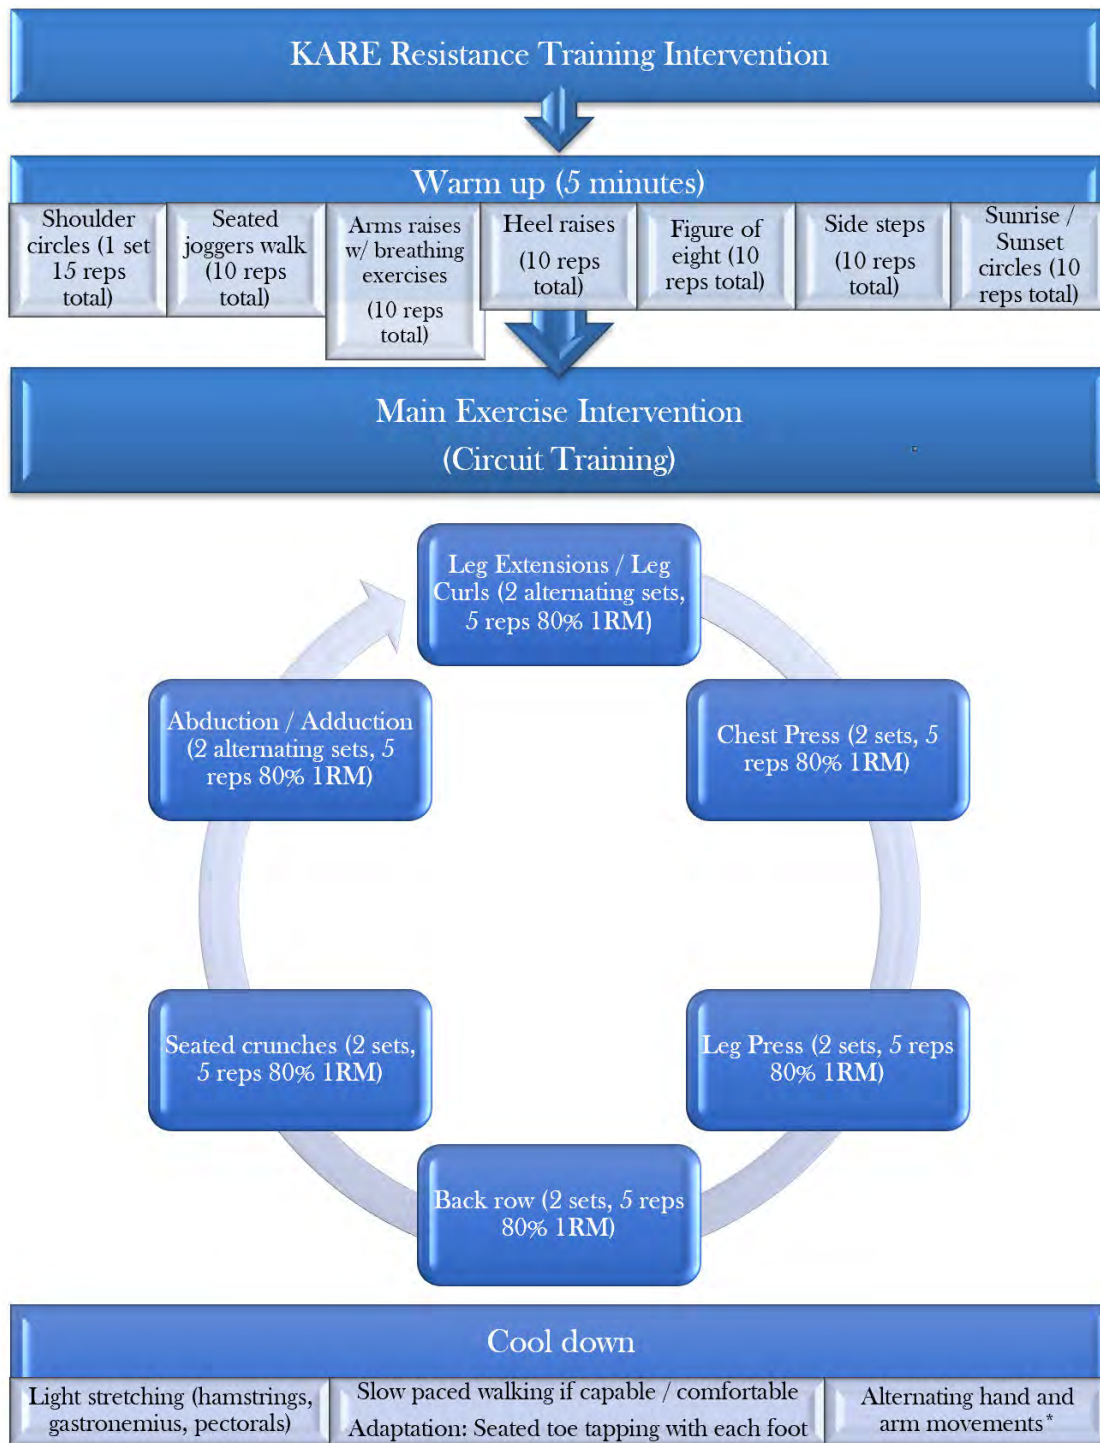 KARE Resistance Training Intervention
Warm up (5 minutes)
Shoulder
circles (1 set
15 reps
total)
Seated
joggers walk
(10 reps
total)
Arms raises
w/ breathing
exercises
(10 reps
total)
Heel raises
(10 reps
total)
Figure of
eight (10
reps total)
Side steps
(10 reps
total)
Sunrise /
Sunset
circles (10
reps total)
Main Exercise Intervention
(Circuit Training)
Leg Extensions / Leg
Curls (2 alternating sets,
5 reps 80% 1RM)
Chest Press (2 sets, 5
reps 80% 1RM)
Leg Press (2 sets, 5 reps
80% 1RM)
Back row (2 sets, 5 reps
80% 1RM)
Seated crunches (2 sets,
5 reps 80% 1RM)
Abduction / Adduction
(2 alternating sets, 5
reps 80% 1RM)
Cool down
Light stretching (hamstrings,
gastronemius, pectorals)
Slow paced walking if capable / comfortable
Adaptation: Seated toe tapping with each foot
Alternating hand and
arm movements*